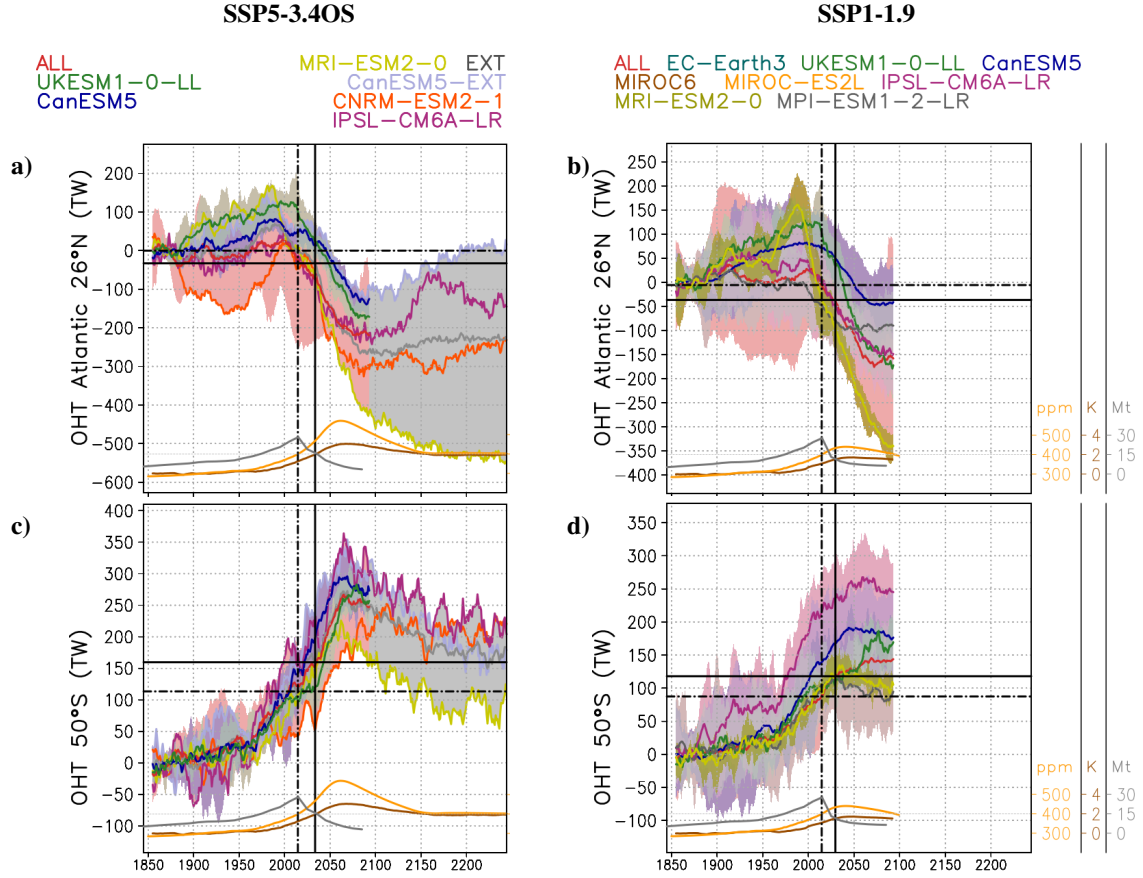 SSP5-3.4OS SSP1-1.9
ALL MRI-ESM2-0 EXT
UKESM1-0-LL CanESM5-EXT
CanESM5 CNRM-ESM2-1
IPSL-CM6A-LR
ALL EC-Earth3 UKESM1-0-LL CanESM5
MIROC6 MIROC-ES2L IPSL-CM6A-LR
MRI-ESM2-0 MPI-ESM1-2-LR
a)
OHT Atlantic 26°N (TW)
200
100
0
-100
-200
-300
-400
-500
-600
b)
OHT Atlantic 26°N (TW)
250
200
150
100
50
0
-50
-100
-150
-200
-250
-300
-350
-400
ppm K Mt
500 4 30
400 2 15
300 0 0
c)
OHT 50°S (TW)
400
350
300
250
200
150
100
50
0
-50
-100
1850 1900 1950 2000 2050 2100 2150 2200
d)
OHT 50°S (TW)
350
300
250
200
150
100
50
0
-50
-100
ppm K Mt
500 4 30
400 2 15
300 0 0
1850 1900 1950 2000 2050 2100 2150 2200